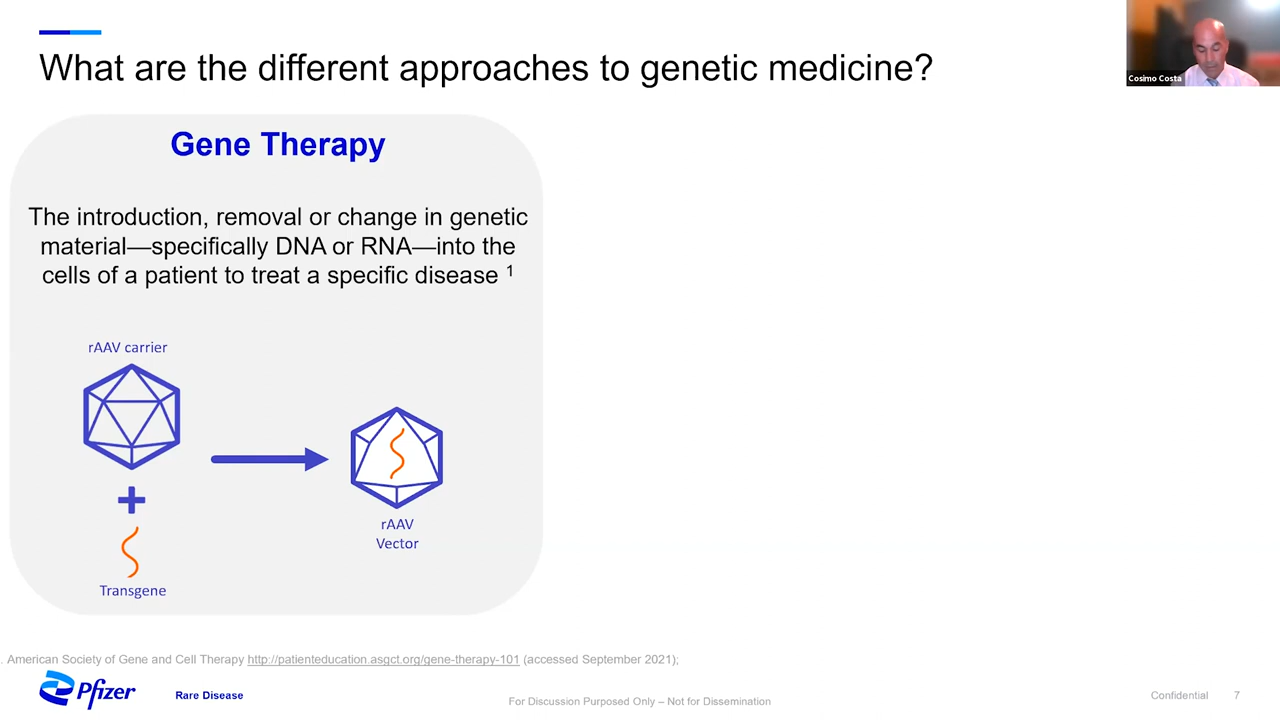 What are the different approaches to genetic medicine?
Cosimo Costa
Gene Therapy
The introduction, removal or change in genetic
material—specifically DNA or RNA—into the
cells of a patient to treat a specific disease 1
rAAV carrier
+
Transgene
rAAV
Vector
. American Society of Gene and Cell Therapy http://patienteducation.asgct.org/gene-therapy-101 (accessed September 2021);
Pfizer
Rare Disease
For Discussion Purposed Only – Not for Dissemination
Confidential
7